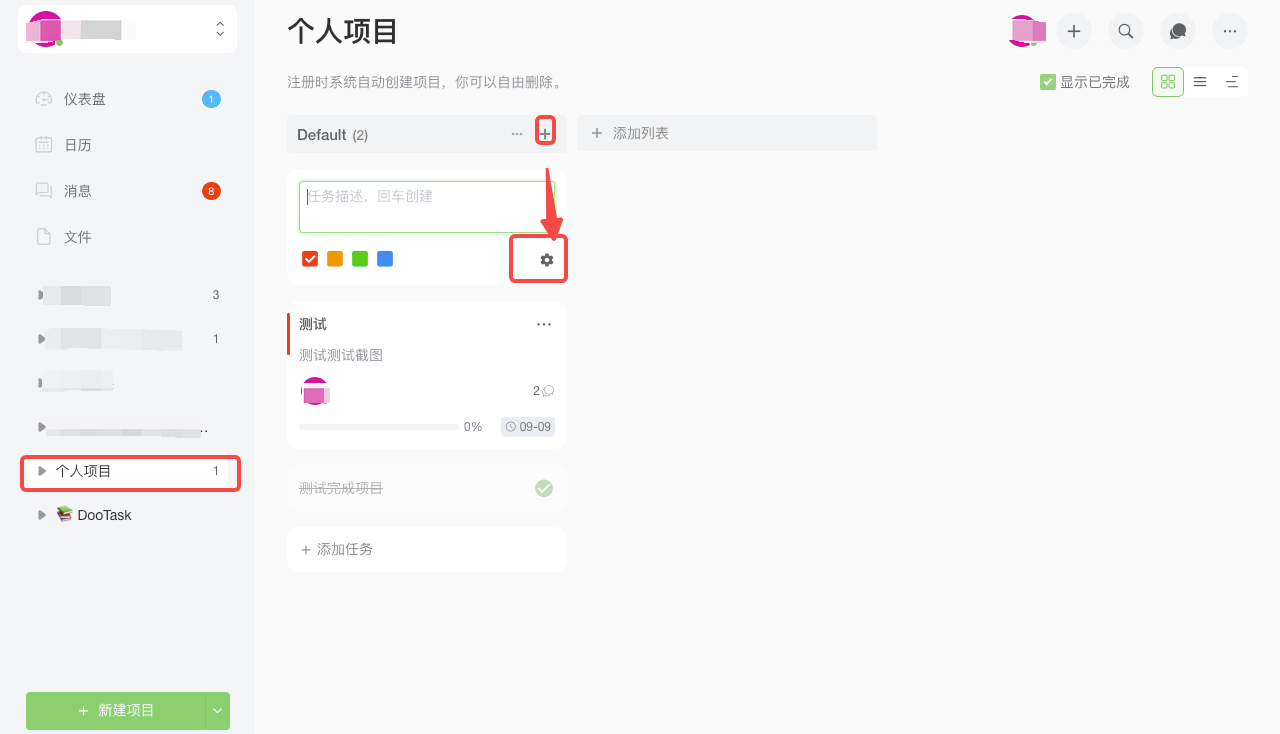 仪表盘 1
日历
消息 8
文件
3
1
个人项目 1
📚 DooTask
+ 新建项目
个人项目
注册时系统自动创建项目，你可以自由删除。
显示已完成
Default (2)
任务描述，回车创建
测试
测试测试截图
2
0% 09-09
测试完成项目
+ 添加任务
+ 添加列表